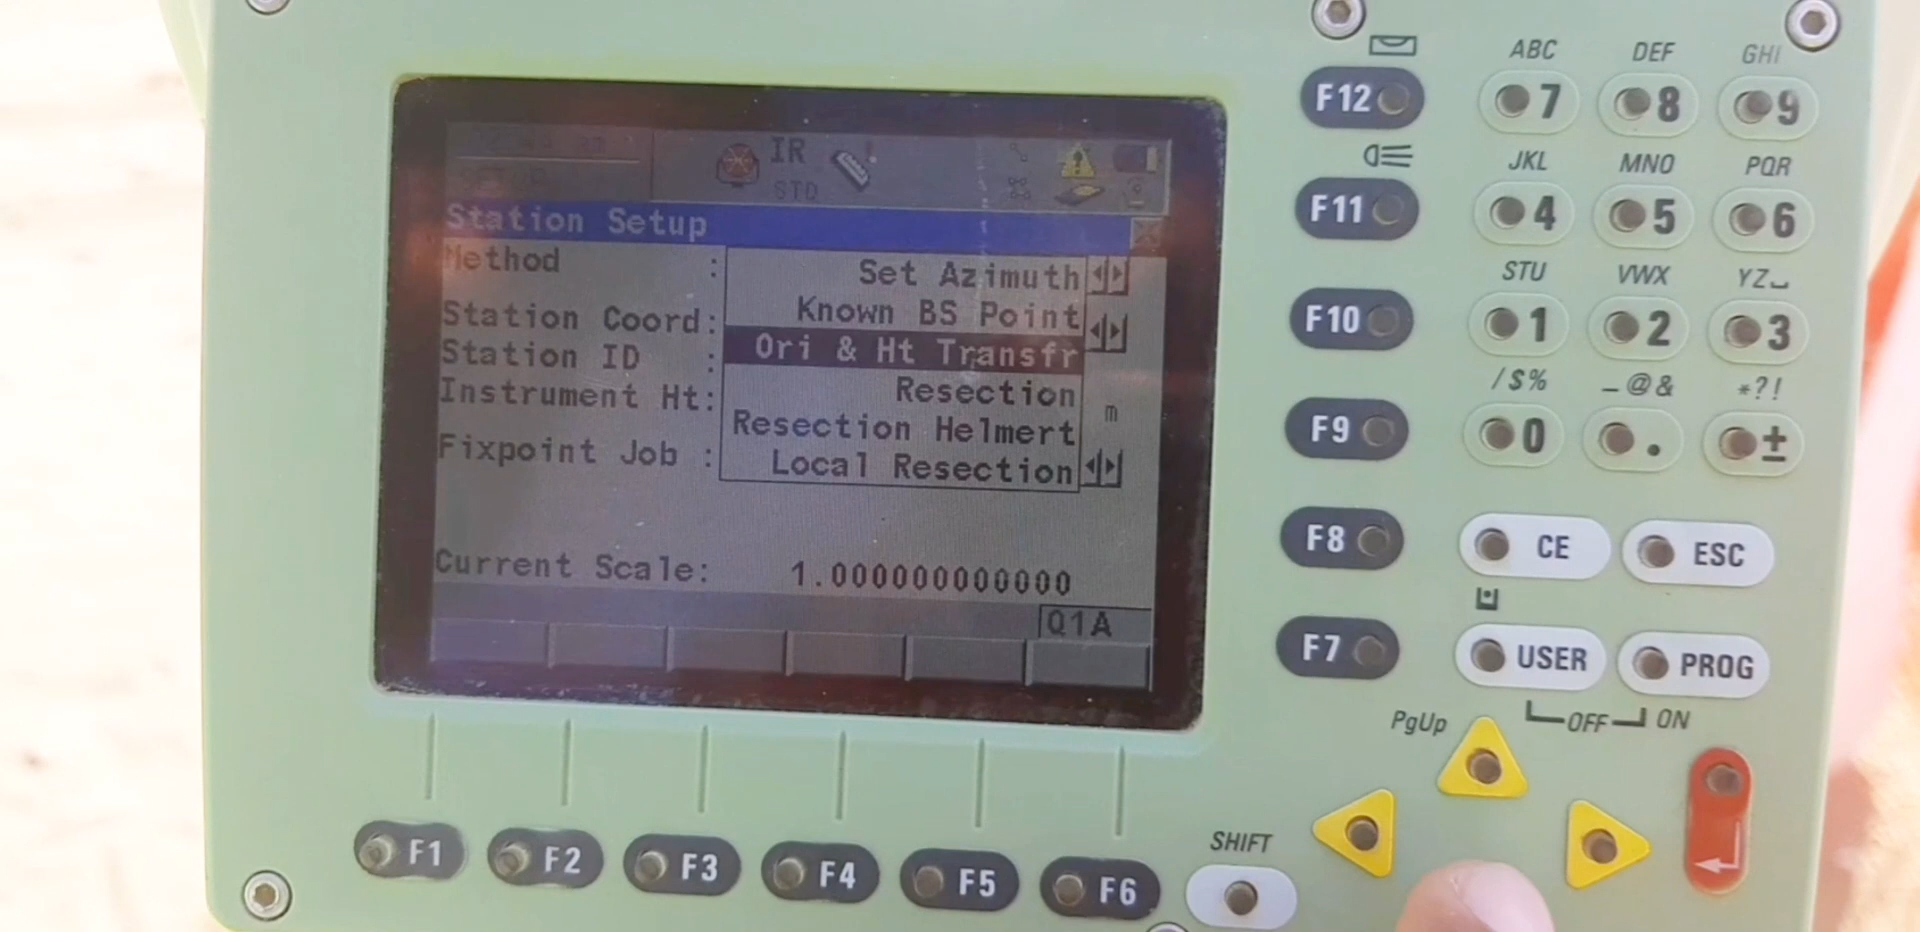 IR
STD
Station Setup
Method : Set Azimuth
Known BS Point
Station Coord:
Ori & Ht Transfr
Station ID :
Resection
Instrument Ht: m
Resection Helmert
Fixpoint Job : Local Resection
Current Scale: 1.000000000000
Q1A
F1 F2 F3 F4 F5 F6
SHIFT
F12
F11
F10
F9
F8
F7
ABC DEF GHI
7 8 9
JKL MNO PQR
4 5 6
STU VWX YZ
1 2 3
/$% _@& *?!
0 . ±
CE ESC
USER PROG
OFF ON
PgUp